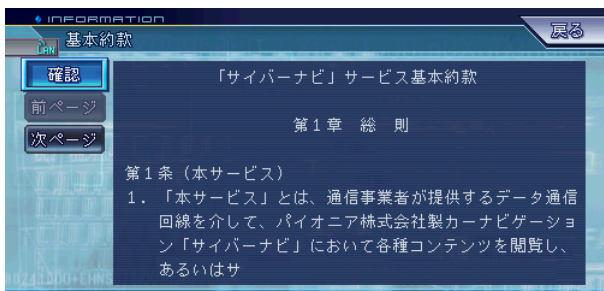 INFORMATION
戻る
LAN 基本約款
確認
前ページ
次ページ
「サイバーナビ」サービス基本約款
第1章 総 則
第1条（本サービス）
1. 「本サービス」とは、通信事業者が提供するデータ通信
回線を介して、パイオニア株式会社製カーナビゲーショ
ン「サイバーナビ」において各種コンテンツを閲覧し、
あるいはサ